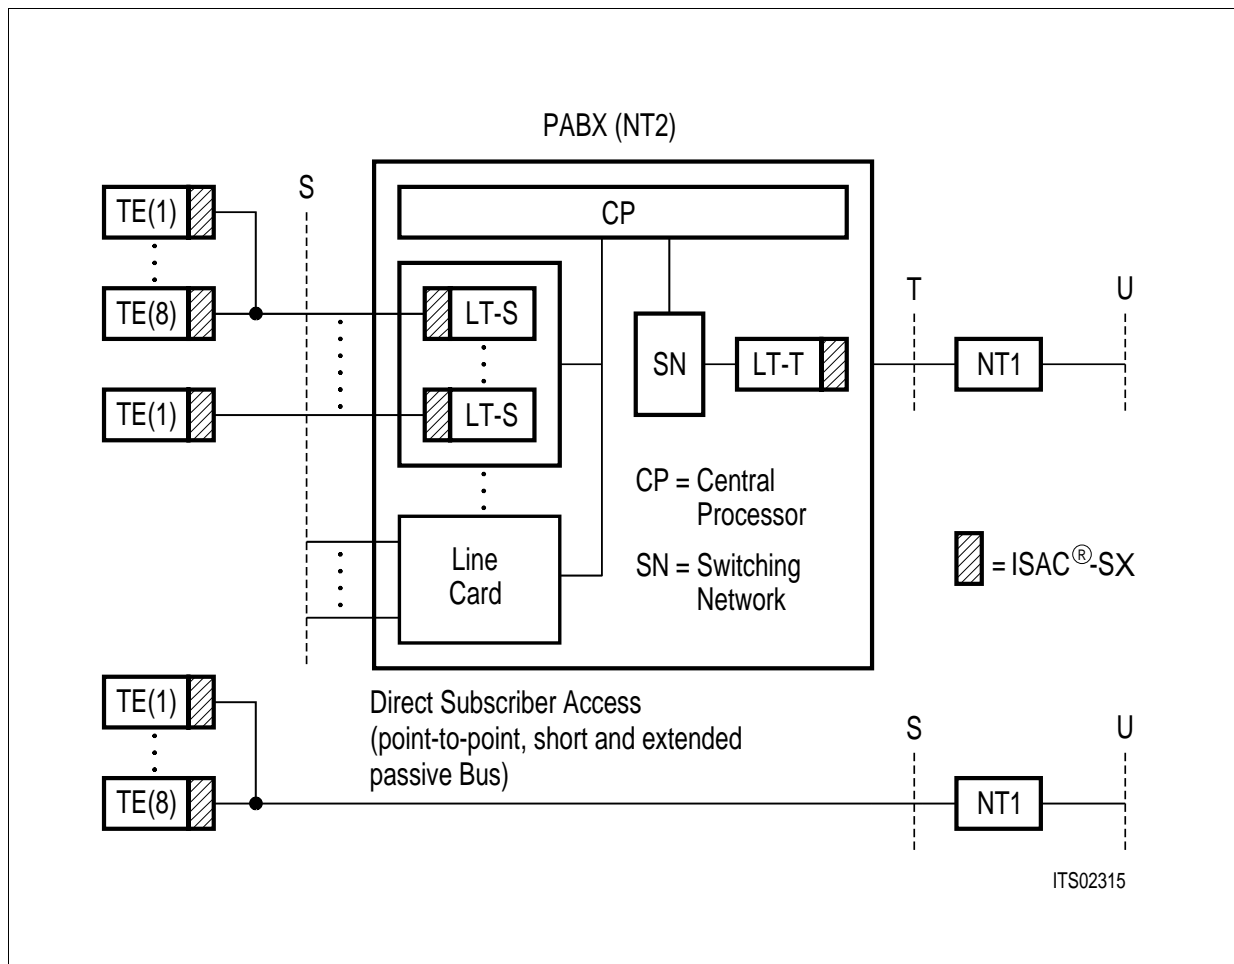 PABX (NT2)
S
TE(1)
CP
TE(8)
LT-S
T
U
SN
LT-T
NT1
TE(1)
LT-S
CP = Central
Processor
Line
Card
SN = Switching
Network
= ISAC®-SX
TE(1)
Direct Subscriber Access
(point-to-point, short and extended
passive Bus)
S
U
TE(8)
NT1
ITS02315